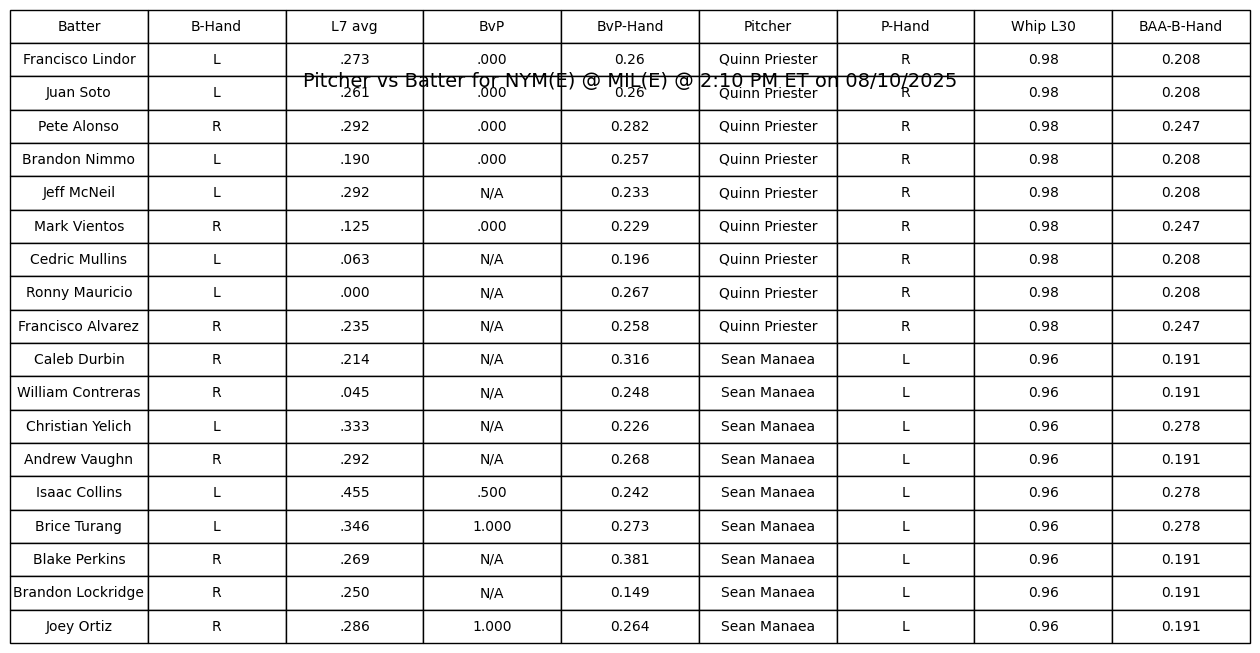 Batter B-Hand L7 avg BvP BvP-Hand Pitcher P-Hand Whip L30 BAA-B-Hand
Francisco Lindor L .273 .000 0.26 Quinn Priester R 0.98 0.208
Pitcher vs Batter for NYM(E) @ MIL(E) @ 2:10 PM ET on 08/10/2025
Juan Soto L .261 .000 0.26 Quinn Priester R 0.98 0.208
Pete Alonso R .292 .000 0.282 Quinn Priester R 0.98 0.247
Brandon Nimmo L .190 .000 0.257 Quinn Priester R 0.98 0.208
Jeff McNeil L .292 N/A 0.233 Quinn Priester R 0.98 0.208
Mark Vientos R .125 .000 0.229 Quinn Priester R 0.98 0.247
Cedric Mullins L .063 N/A 0.196 Quinn Priester R 0.98 0.208
Ronny Mauricio L .000 N/A 0.267 Quinn Priester R 0.98 0.208
Francisco Alvarez R .235 N/A 0.258 Quinn Priester R 0.98 0.247
Caleb Durbin R .214 N/A 0.316 Sean Manaea L 0.96 0.191
William Contreras R .045 N/A 0.248 Sean Manaea L 0.96 0.191
Christian Yelich L .333 N/A 0.226 Sean Manaea L 0.96 0.278
Andrew Vaughn R .292 N/A 0.268 Sean Manaea L 0.96 0.191
Isaac Collins L .455 .500 0.242 Sean Manaea L 0.96 0.278
Brice Turang L .346 1.000 0.273 Sean Manaea L 0.96 0.278
Blake Perkins R .269 N/A 0.381 Sean Manaea L 0.96 0.191
Brandon Lockridge R .250 N/A 0.149 Sean Manaea L 0.96 0.191
Joey Ortiz R .286 1.000 0.264 Sean Manaea L 0.96 0.191